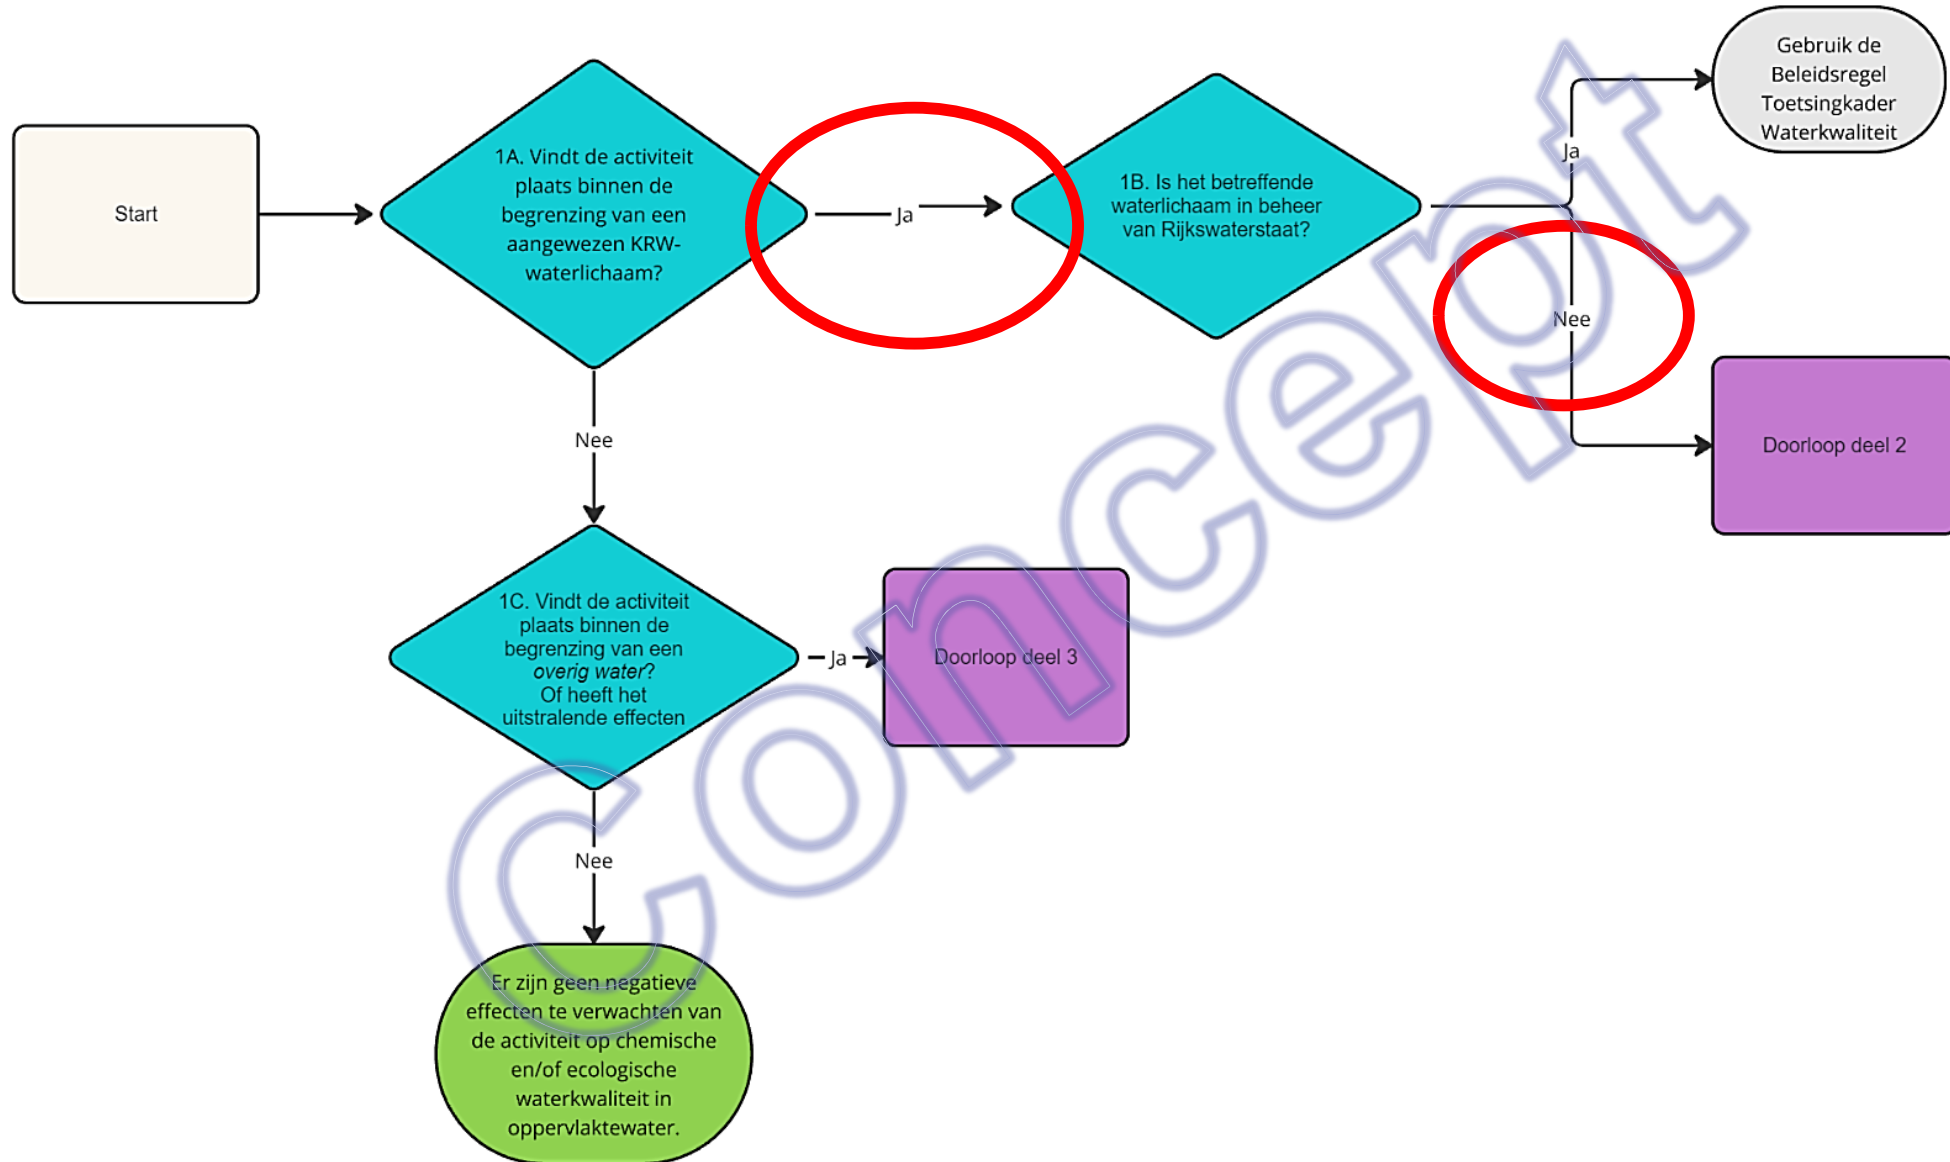 Start
1A. Vindt de activiteit
plaats binnen de
begrenzing van een
aangewezen KRW-
waterlichaam?
Ja
1B. Is het betreffende
waterlichaam in beheer
van Rijkswaterstaat?
Ja
Gebruik de
Beleidsregel
Toetsingkader
Waterkwaliteit
Nee
Doorloop deel 2
Nee
1C. Vindt de activiteit
plaats binnen de
begrenzing van een
overig water?
Of heeft het
uitstralende effecten
Ja
Doorloop deel 3
Nee
Er zijn geen negatieve
effecten te verwachten van
de activiteit op chemische
en/of ecologische
waterkwaliteit in
oppervlaktewater.
Concept